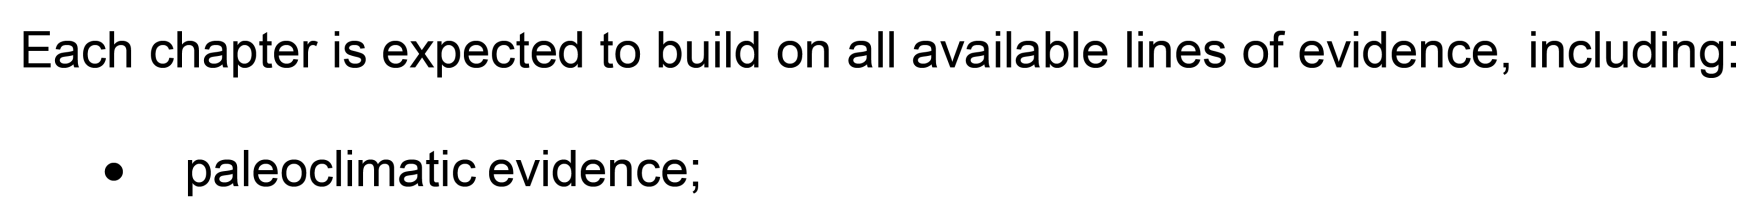 Each chapter is expected to build on all available lines of evidence, including:
• paleoclimatic evidence;